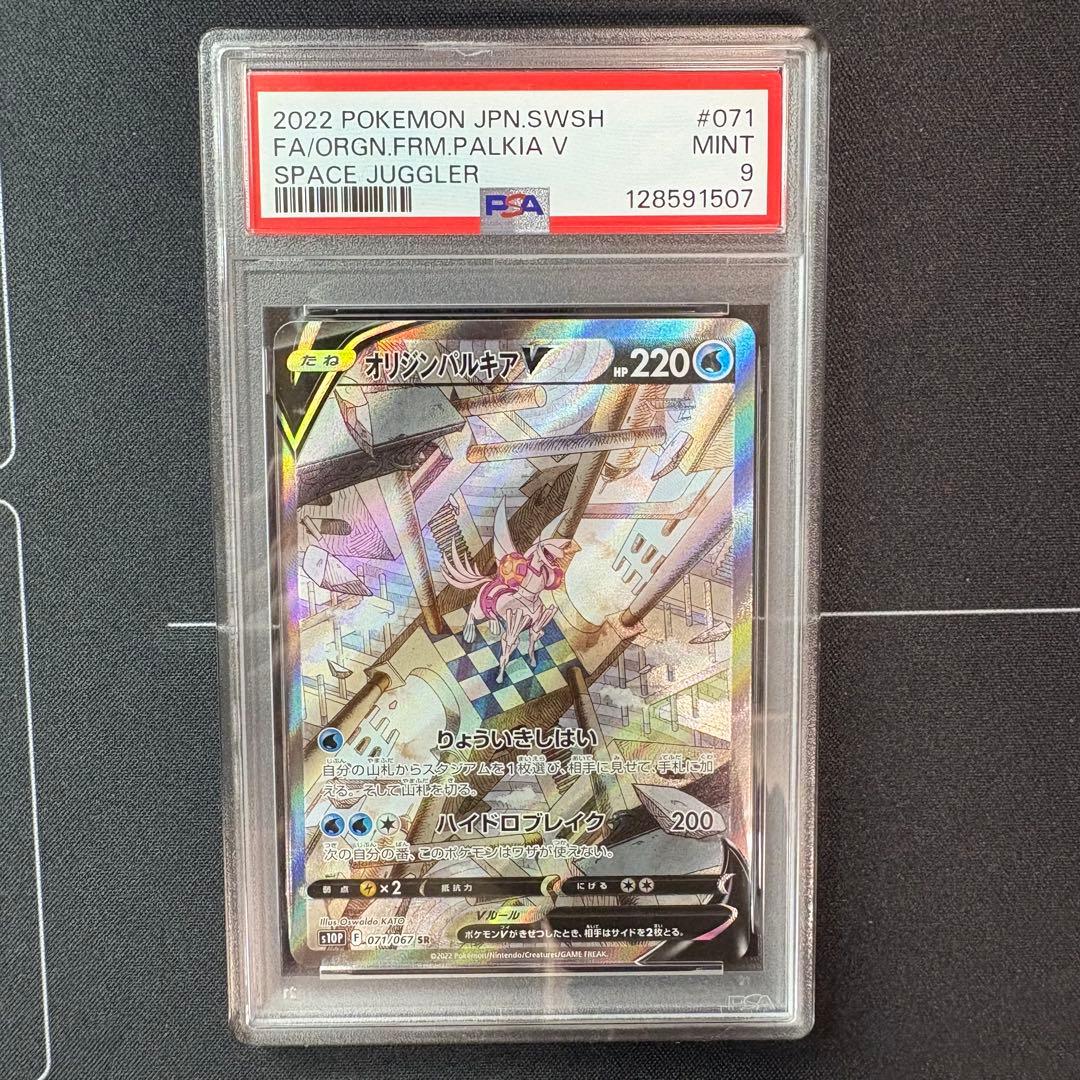 2022 POKEMON JPN.SWSH #071
FA/ORGN.FRM.PALKIA V MINT
SPACE JUGGLER 9
PSA 128591507
たね オリジンパルキアV HP 220
りょういきしはい
自分の山札からスタジアムを1枚選び、相手に見せて、手札に加
える。そして山札を切る。
ハイドロブレイク 200
次の自分の番、このポケモンはワザが使えない。
弱点 ×2 抵抗力 にげる
Illus. Oswaldo KATO Vルール
s10P F 071/067 SR ポケモンVがきぜつしたとき、相手はサイドを2枚とる。
©2022 Pokémon/Nintendo/Creatures/GAME FREAK.
PSA